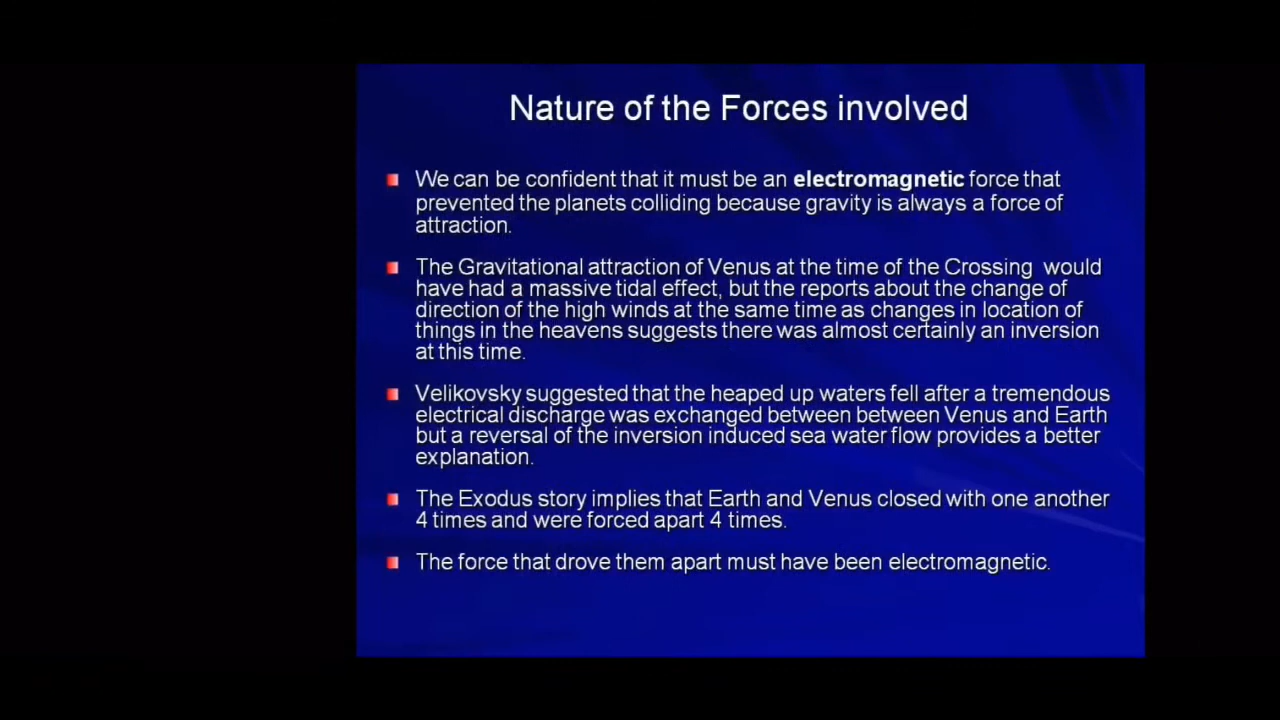 Nature of the Forces involved
We can be confident that it must be an electromagnetic force that
prevented the planets colliding because gravity is always a force of
attraction.
The Gravitational attraction of Venus at the time of the Crossing would
have had a massive tidal effect, but the reports about the change of
direction of the high winds at the same time as changes in location of
things in the heavens suggests there was almost certainly an inversion
at this time.
Velikovsky suggested that the heaped up waters fell after a tremendous
electrical discharge was exchanged between between Venus and Earth
but a reversal of the inversion induced sea water flow provides a better
explanation.
The Exodus story implies that Earth and Venus closed with one another
4 times and were forced apart 4 times.
The force that drove them apart must have been electromagnetic.